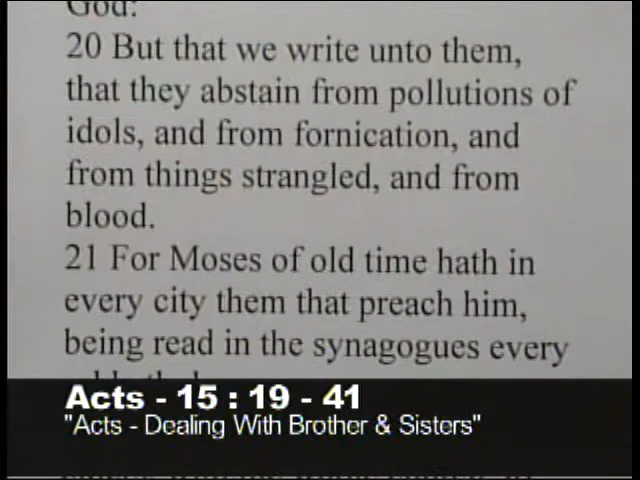 God:
20 But that we write unto them,
that they abstain from pollutions of
idols, and from fornication, and
from things strangled, and from
blood.
21 For Moses of old time hath in
every city them that preach him,
being read in the synagogues every
Acts - 15 : 19 - 41
"Acts - Dealing With Brother & Sisters"